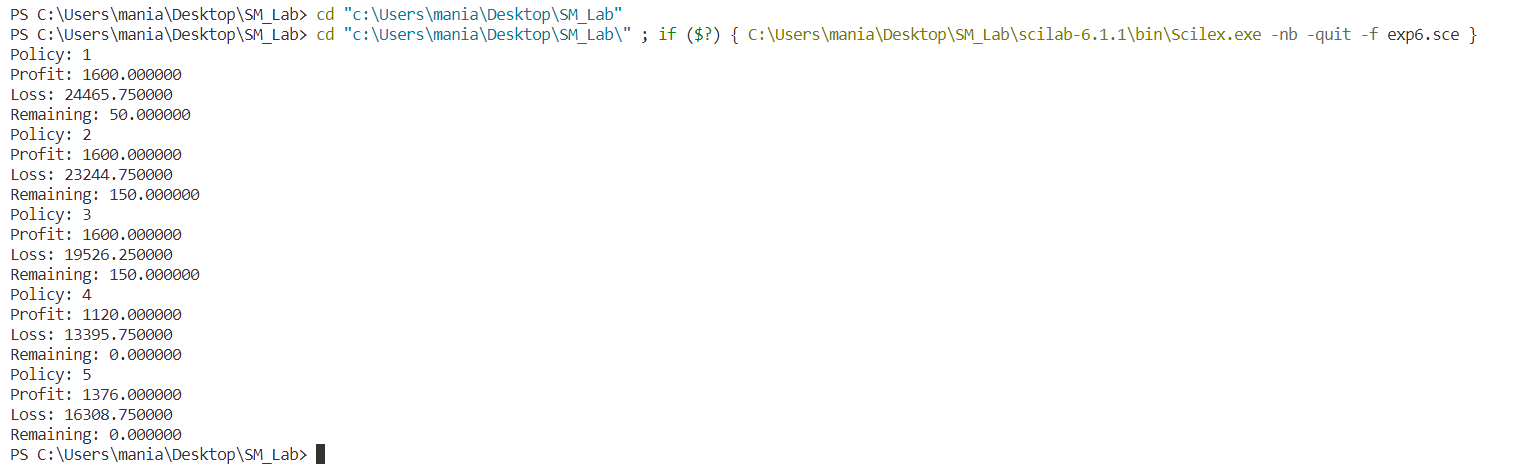 PS C:\Users\mania\Desktop\SM_Lab> cd "c:\Users\mania\Desktop\SM_Lab"
PS C:\Users\mania\Desktop\SM_Lab> cd "c:\Users\mania\Desktop\SM_Lab\" ; if ($?) { C:\Users\mania\Desktop\SM_Lab\scilab-6.1.1\bin\Scilex.exe -nb -quit -f exp6.sce }
Policy: 1
Profit: 1600.000000
Loss: 24465.750000
Remaining: 50.000000
Policy: 2
Profit: 1600.000000
Loss: 23244.750000
Remaining: 150.000000
Policy: 3
Profit: 1600.000000
Loss: 19526.250000
Remaining: 150.000000
Policy: 4
Profit: 1120.000000
Loss: 13395.750000
Remaining: 0.000000
Policy: 5
Profit: 1376.000000
Loss: 16308.750000
Remaining: 0.000000
PS C:\Users\mania\Desktop\SM_Lab>